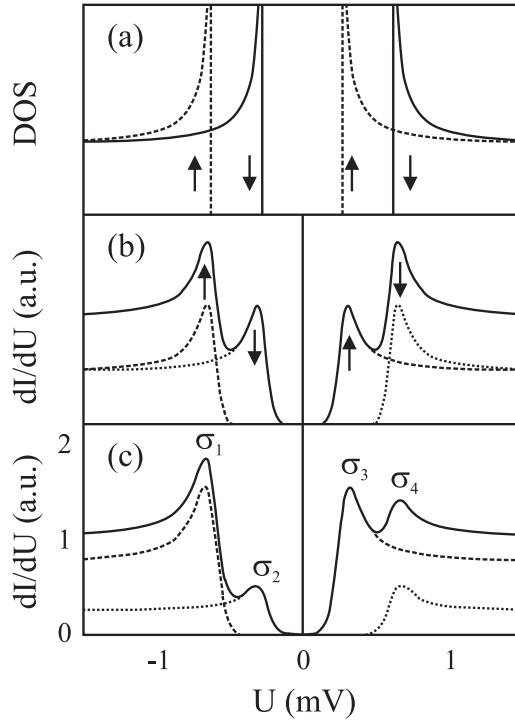 (a)
DOS
(b)
dI/dU (a.u.)
(c)
dI/dU (a.u.)
2
1
0
σ₁
σ₂
σ₃
σ₄
-1 0 1
U (mV)